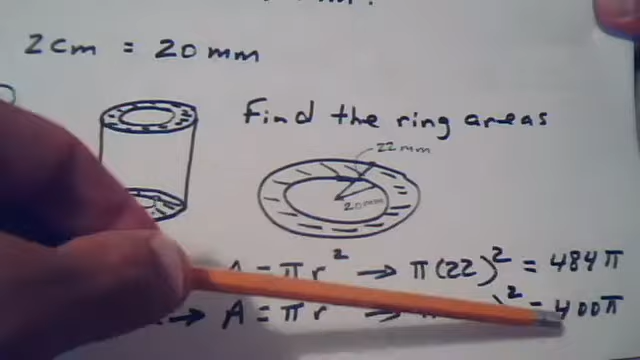 2cm = 20mm
Find the ring areas
22mm
20mm
A = πr² → π(22)² = 484π
→ A = πr → )² = 400π